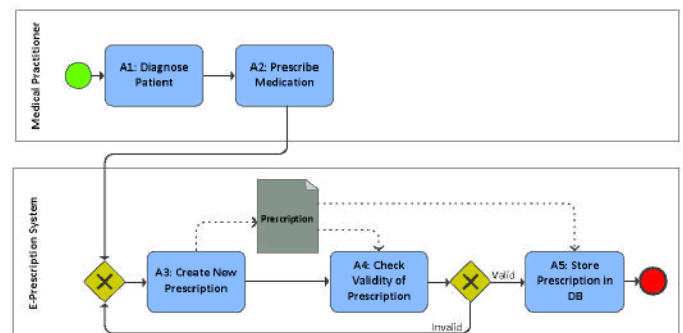 Medical Practitioner
A1: Diagnose
Patient
A2: Prescribe
Medication
E-Prescription System
Prescription
A3: Create New
Prescription
A4: Check
Validity of
Prescription
Valid
A5: Store
Prescription in
DB
Invalid